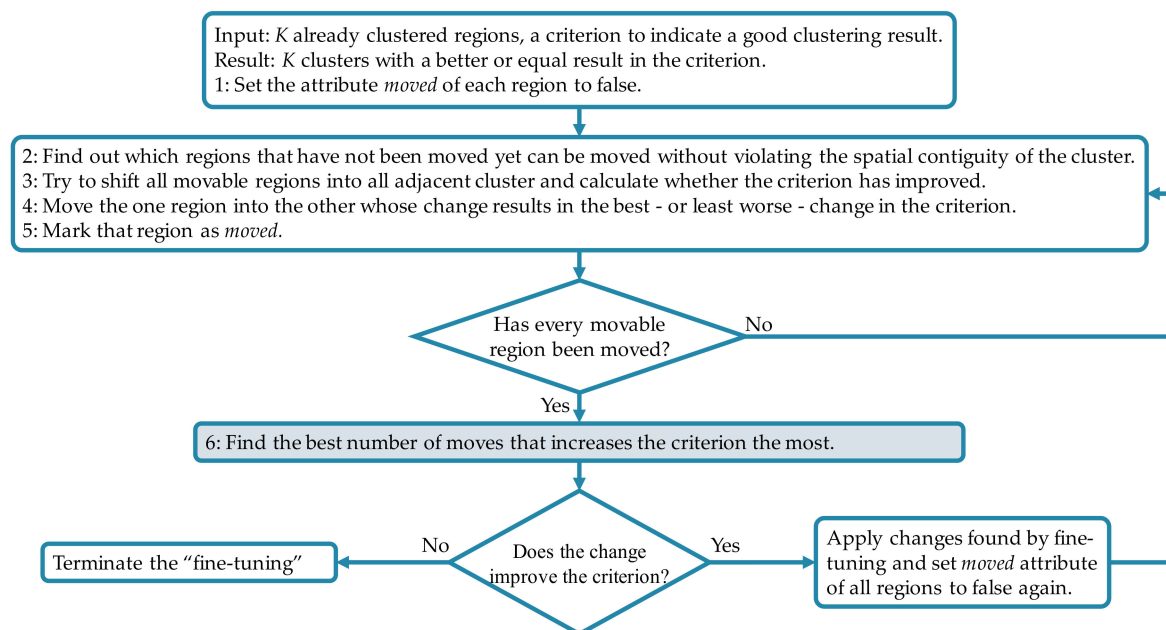 Input: K already clustered regions, a criterion to indicate a good clustering result.
Result: K clusters with a better or equal result in the criterion.
1: Set the attribute moved of each region to false.
2: Find out which regions that have not been moved yet can be moved without violating the spatial contiguity of the cluster.
3: Try to shift all movable regions into all adjacent cluster and calculate whether the criterion has improved.
4: Move the one region into the other whose change results in the best - or least worse - change in the criterion.
5: Mark that region as moved.
Has every movable
region been moved?
No
Yes
6: Find the best number of moves that increases the criterion the most.
Does the change
improve the criterion?
No
Terminate the “fine-tuning”
Yes
Apply changes found by fine-
tuning and set moved attribute
of all regions to false again.